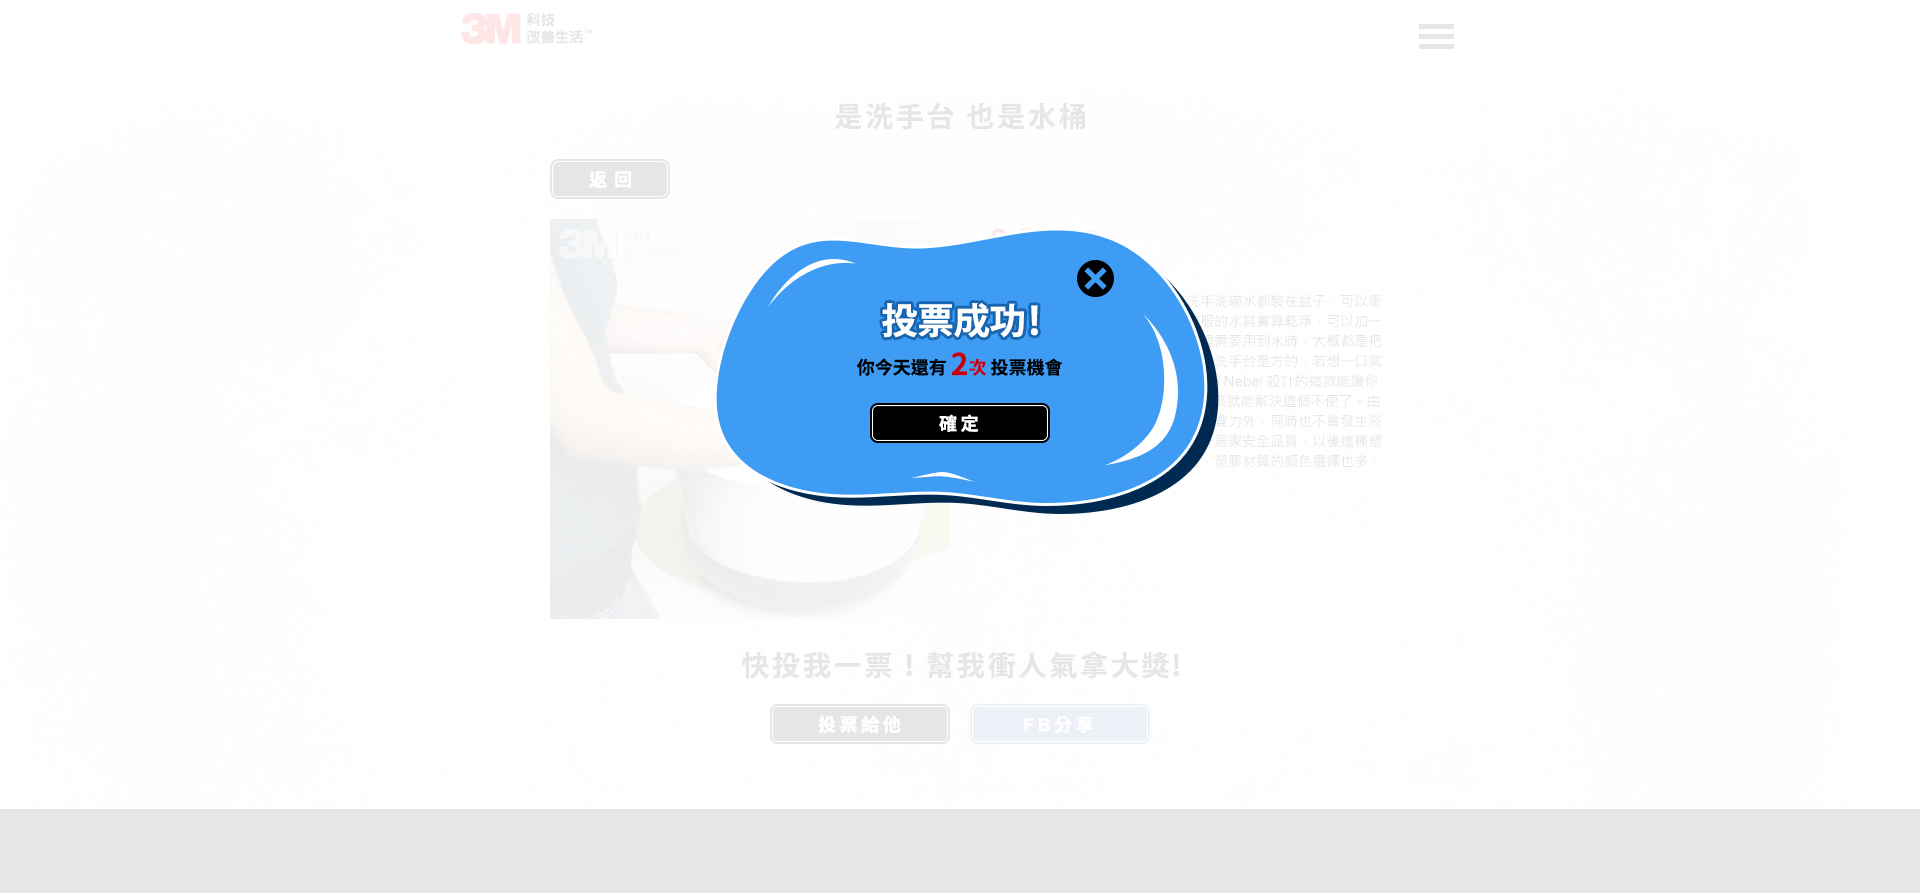 3M 科技
改善生活™
是洗手台 也是水桶
返回
3M
洗手洗碗水都裝在盆子，可以衝
服的水其實算乾淨，可以加一
需要用到水時，大概都是把
洗手台是方的，若想一口氣
Nebel 設計的這款能讓你
就能解決這個不便了。由
費力外，同時也不會發生浴
居家安全品質，以後這種塑
，塑膠材質的顏色選擇也多，
投票成功!
你今天還有 2次 投票機會
確定
快投我一票！幫我衝人氣拿大獎!
投票給他
FB分享